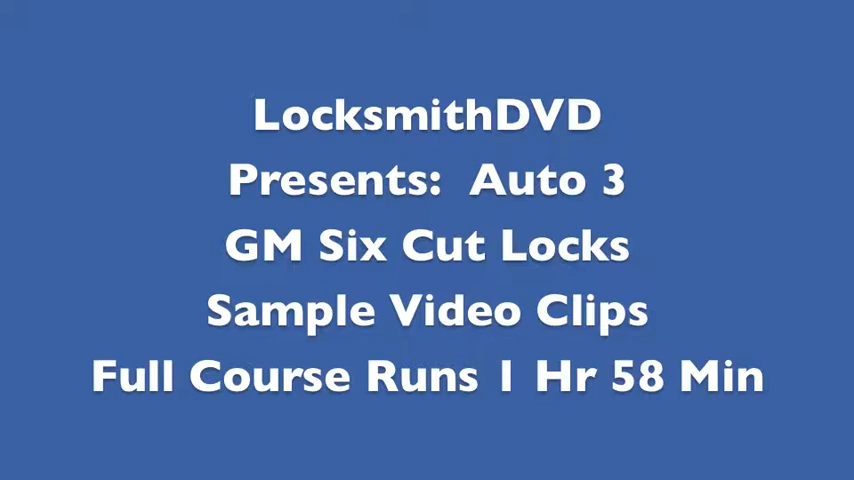 LocksmithDVD
Presents:  Auto 3
GM Six Cut Locks
Sample Video Clips
Full Course Runs 1 Hr 58 Min